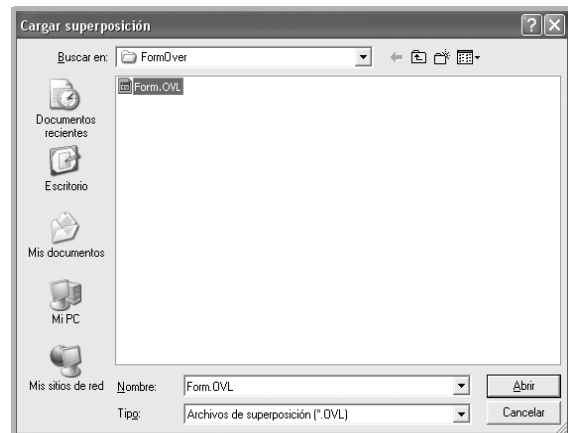 Cargar superposición
Buscar en: FormOver
Form.OVL
Documentos
recientes
Escritorio
Mis documentos
Mi PC
Mis sitios de red
Nombre: Form.OVL Abrir
Tipo: Archivos de superposición (*.OVL) Cancelar